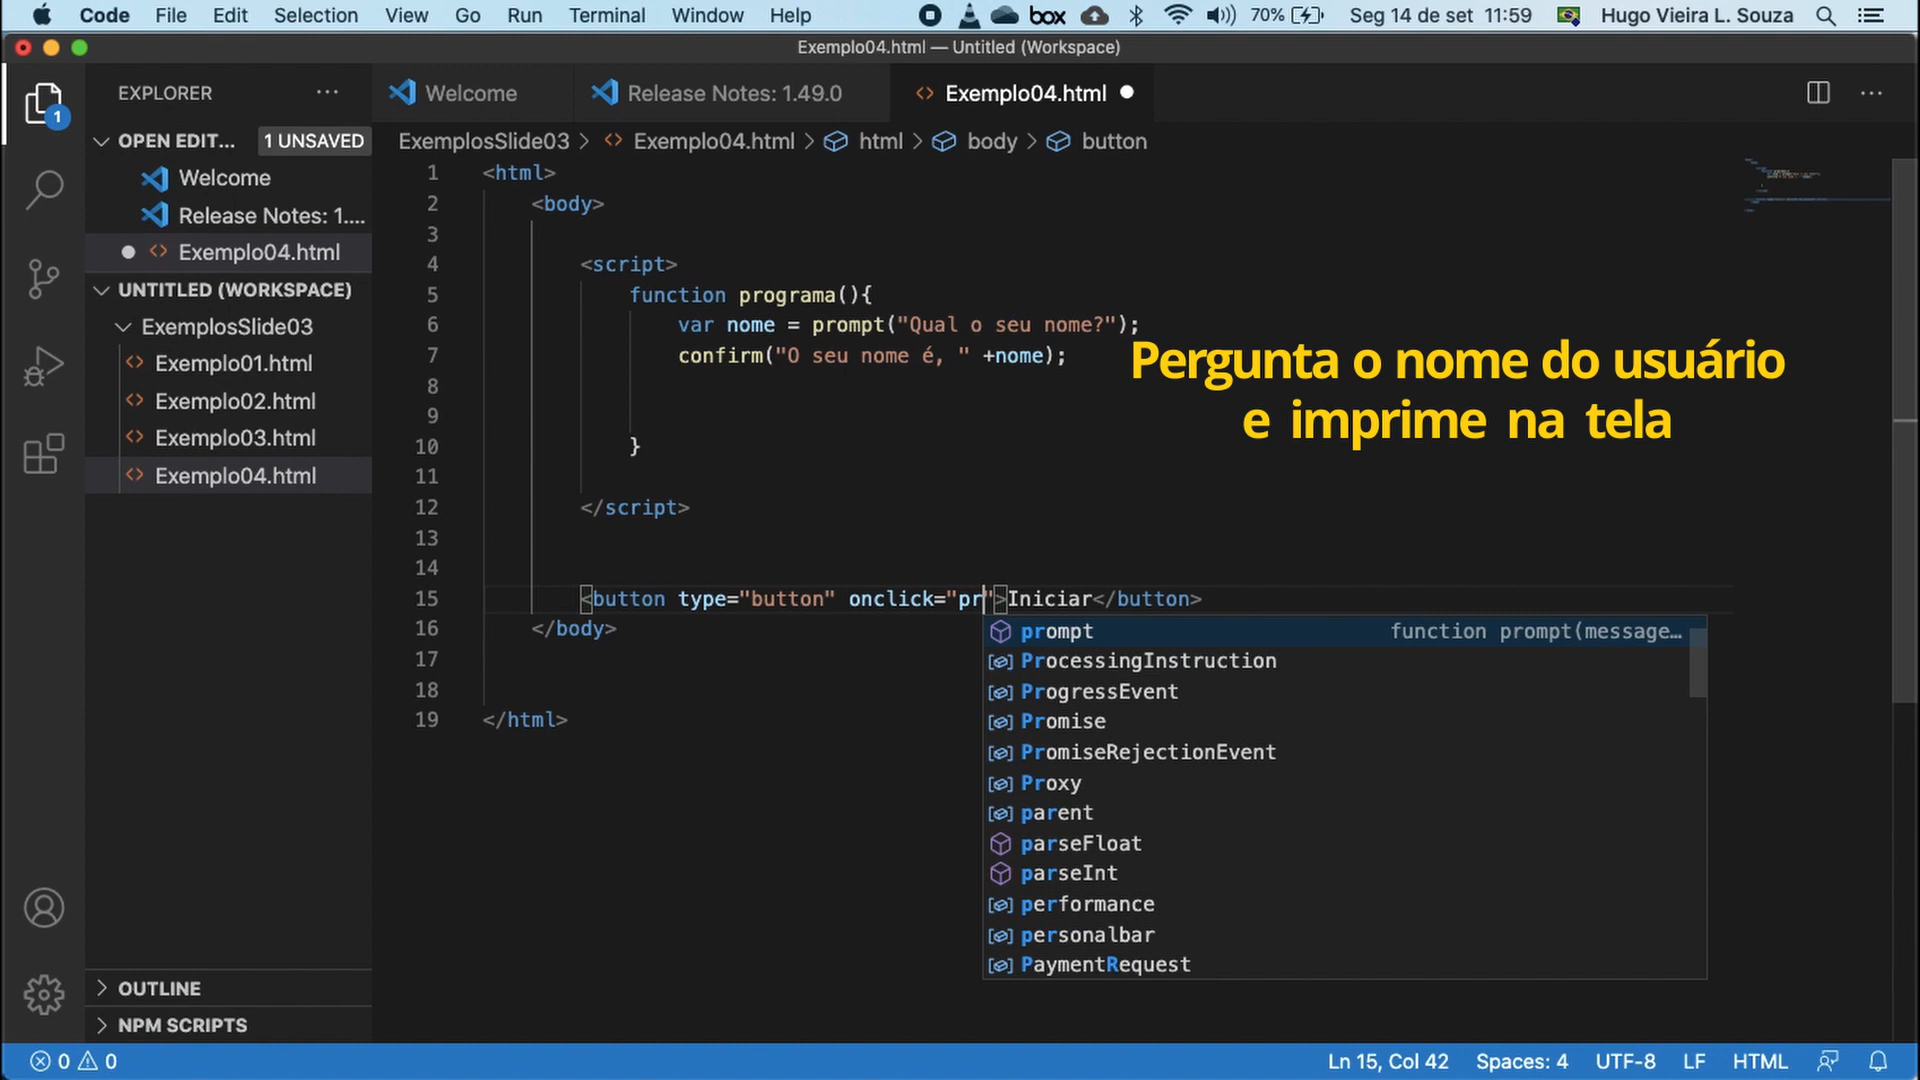 Code File Edit Selection View Go Run Terminal Window Help box 70% Seg 14 de set 11:59 Hugo Vieira L. Souza
Exemplo04.html — Untitled (Workspace)
EXPLORER ···
Welcome
Release Notes: 1.49.0
Exemplo04.html
1
OPEN EDIT... 1 UNSAVED
Welcome
Release Notes: 1....
Exemplo04.html
UNTITLED (WORKSPACE)
ExemplosSlide03
Exemplo01.html
Exemplo02.html
Exemplo03.html
Exemplo04.html
OUTLINE
NPM SCRIPTS
ExemplosSlide03 > Exemplo04.html > html > body > button
1 <html>
2 <body>
3
4 <script>
5 function programa(){
6 var nome = prompt("Qual o seu nome?");
7 confirm("O seu nome é, " +nome);
8
9
10 }
11
12 </script>
13
14
15 <button type="button" onclick="pr">Iniciar</button>
16 </body>
17
18
19 </html>
Pergunta o nome do usuário
e imprime na tela
prompt function prompt(message…
ProcessingInstruction
ProgressEvent
Promise
PromiseRejectionEvent
Proxy
parent
parseFloat
parseInt
performance
personalbar
PaymentRequest
0 0 Ln 15, Col 42 Spaces: 4 UTF-8 LF HTML